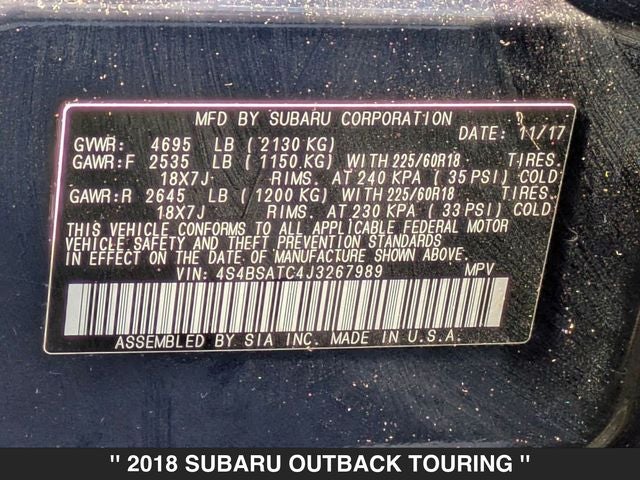 MFD BY SUBARU CORPORATION
DATE: 11/17
GVWR: 4695 LB ( 2130 KG)
GAWR:F 2535 LB ( 1150 KG) WITH 225/60R18 TIRES.
18X7J RIMS. AT 240 KPA ( 35 PSI) COLD
GAWR:R 2645 LB ( 1200 KG) WITH 225/60R18 TIRES.
18X7J RIMS. AT 230 KPA ( 33 PSI) COLD
THIS VEHICLE CONFORMS TO ALL APPLICABLE FEDERAL MOTOR
VEHICLE SAFETY AND THEFT PREVENTION STANDARDS
IN EFFECT ON THE DATE OF MANUFACTURE SHOWN ABOVE.
VIN: 4S4BSATC4J3267989 MPV
ASSEMBLED BY SIA INC. MADE IN U.S.A.
" 2018 SUBARU OUTBACK TOURING "